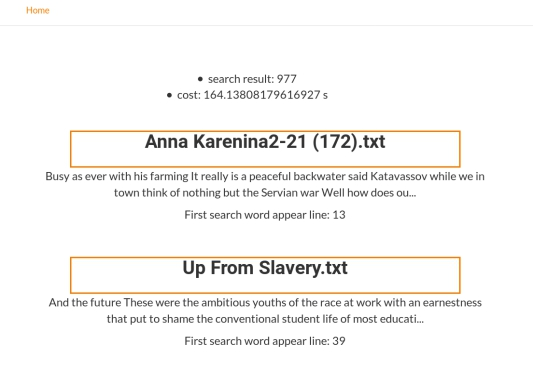 Home
search result: 977
cost: 164.13808179616927 s
Anna Karenina2-21 (172).txt
Busy as ever with his farming It really is a peaceful backwater said Katavassov while we in
town think of nothing but the Servian war Well how does ou...
First search word appear line: 13
Up From Slavery.txt
And the future These were the ambitious youths of the race at work with an earnestness
that put to shame the conventional student life of most educati...
First search word appear line: 39